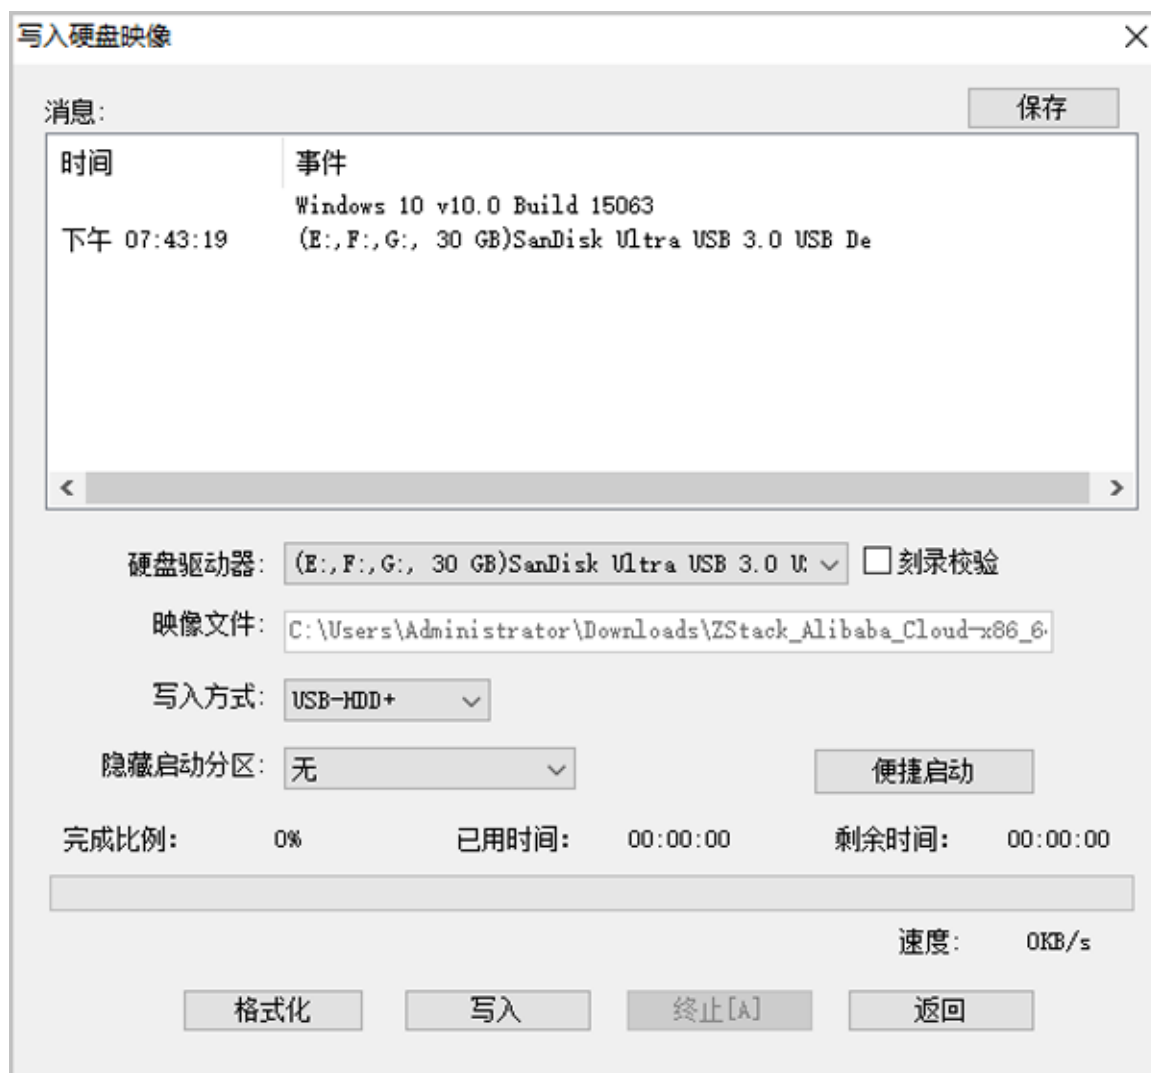 写入硬盘映像
消息:
保存
时间 事件
Windows 10 v10.0 Build 15063
下午 07:43:19 (E:,F:,G:, 30 GB)SanDisk Ultra USB 3.0 USB De
硬盘驱动器: (E:,F:,G:, 30 GB)SanDisk Ultra USB 3.0 刻录校验
映像文件: C:\Users\Administrator\Downloads\ZStack_Alibaba_Cloud-x86_6
写入方式: USB-HDD+
隐藏启动分区: 无 便捷启动
完成比例: 0% 已用时间: 00:00:00 剩余时间: 00:00:00
速度: 0KB/s
格式化 写入 终止[A] 返回